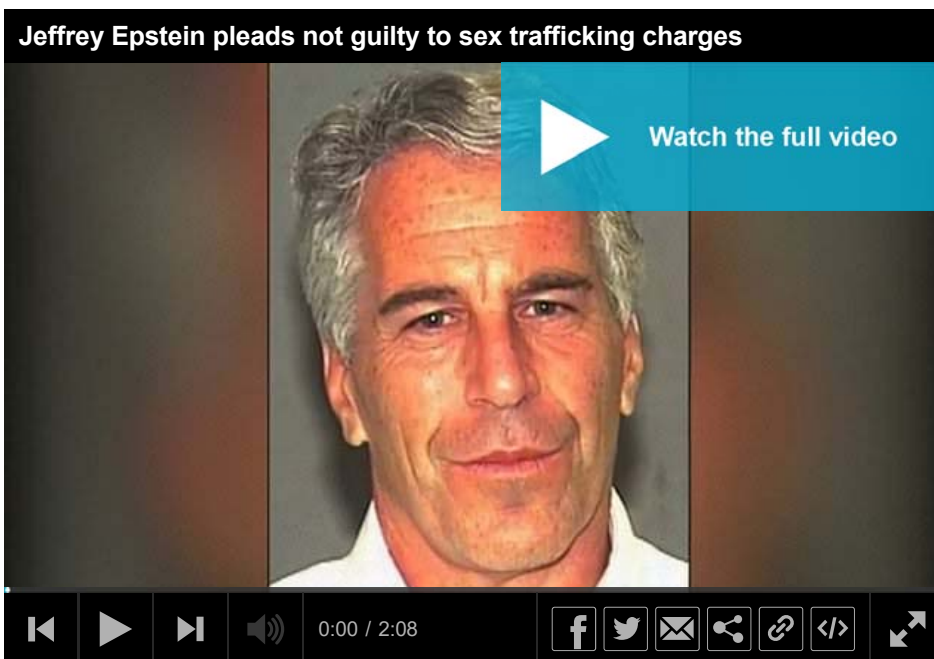 Jeffrey Epstein pleads not guilty to sex trafficking charges
Watch the full video
0:00 / 2:08